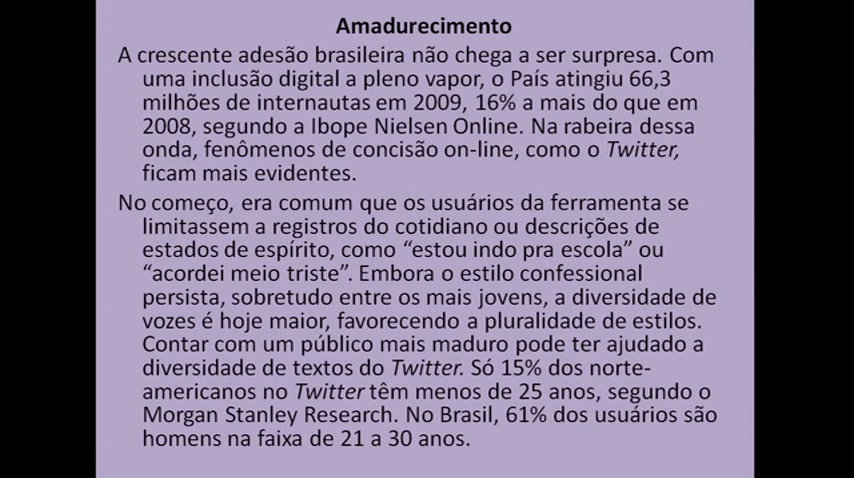 Amadurecimento
A crescente adesão brasileira não chega a ser surpresa. Com
uma inclusão digital a pleno vapor, o País atingiu 66,3
milhões de internautas em 2009, 16% a mais do que em
2008, segundo a Ibope Nielsen Online. Na rabeira dessa
onda, fenômenos de concisão on-line, como o Twitter,
ficam mais evidentes.
No começo, era comum que os usuários da ferramenta se
limitassem a registros do cotidiano ou descrições de
estados de espírito, como “estou indo pra escola” ou
“acordei meio triste”. Embora o estilo confessional
persista, sobretudo entre os mais jovens, a diversidade de
vozes é hoje maior, favorecendo a pluralidade de estilos.
Contar com um público mais maduro pode ter ajudado a
diversidade de textos do Twitter. Só 15% dos norte-
americanos no Twitter têm menos de 25 anos, segundo o
Morgan Stanley Research. No Brasil, 61% dos usuários são
homens na faixa de 21 a 30 anos.